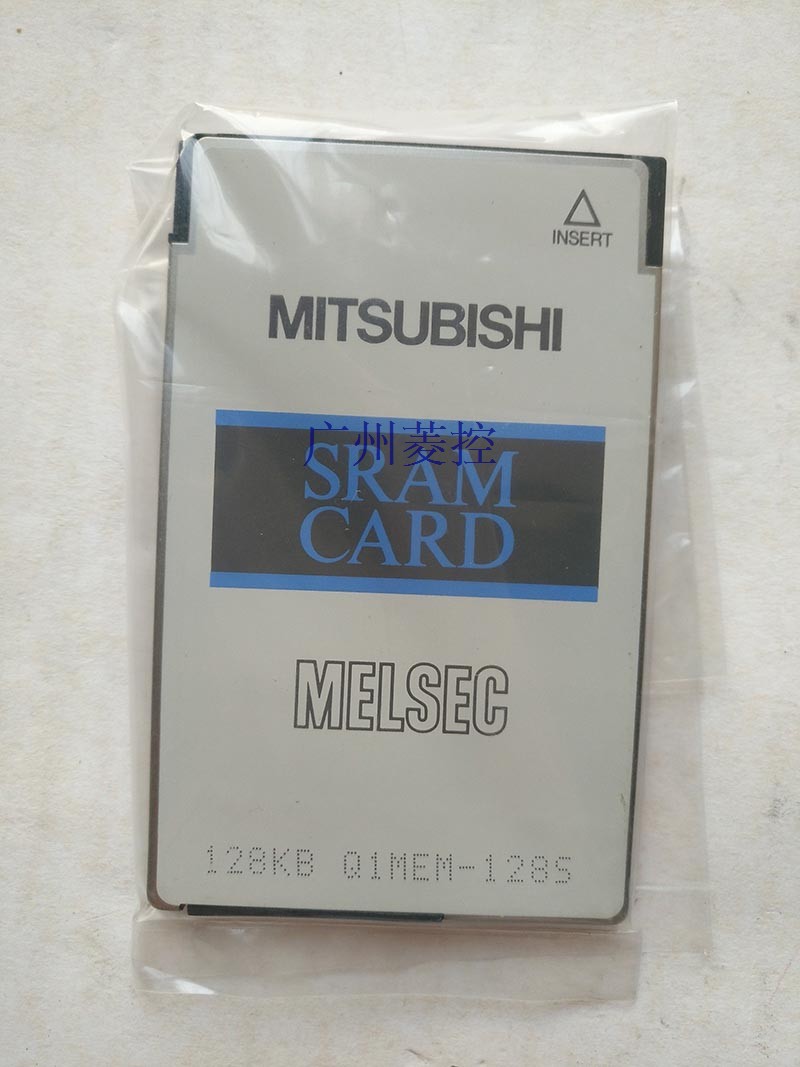 INSERT
MITSUBISHI
广州菱控
SRAM
CARD
MELSEC
128KB Q1MEM-128S